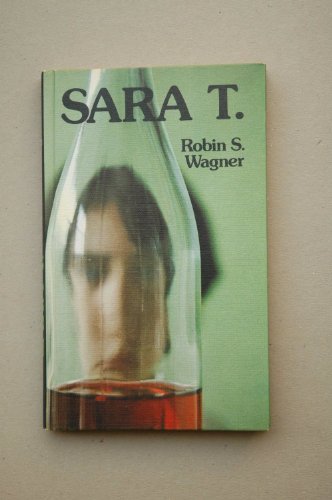 SARA T.
Robin S.
Wagner